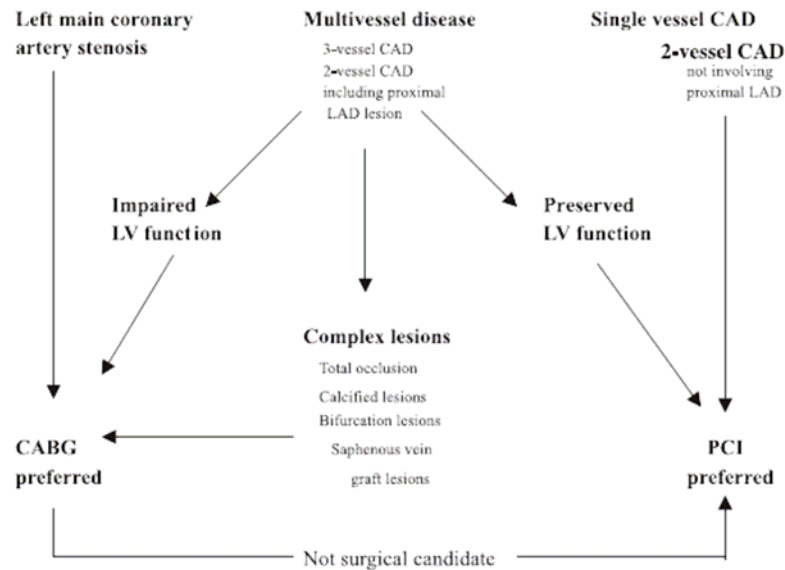 Left main coronary
artery stenosis
Multivessel disease
3-vessel CAD
2-vessel CAD
including proximal
LAD lesion
Single vessel CAD
2-vessel CAD
not involving
proximal LAD
Impaired
LV function
Preserved
LV function
Complex lesions
Total occlusion
Calcified lesions
Bifurcation lesions
Saphenous vein
graft lesions
CABG
preferred
PCI
preferred
Not surgical candidate